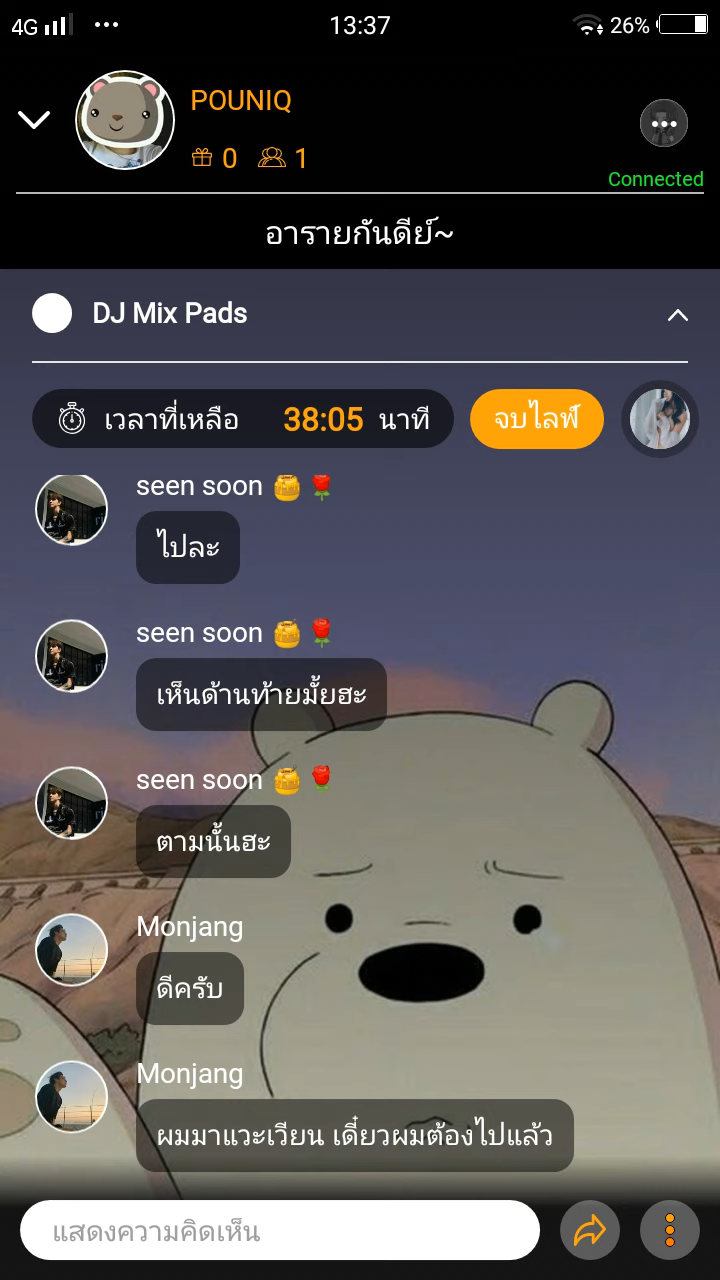 4G
13:37
26%
POUNIQ
0
1
Connected
อารายกันดีย์~
DJ Mix Pads
เวลาที่เหลือ 38:05 นาที
จบไลฟ์
seen soon 🍯 🌹
ไปละ
seen soon 🍯 🌹
เห็นด้านท้ายมั้ยฮะ
seen soon 🍯 🌹
ตามนั้นฮะ
Monjang
ดีครับ
Monjang
ผมมาแวะเวียน เดี๋ยวผมต้องไปแล้ว
แสดงความคิดเห็น